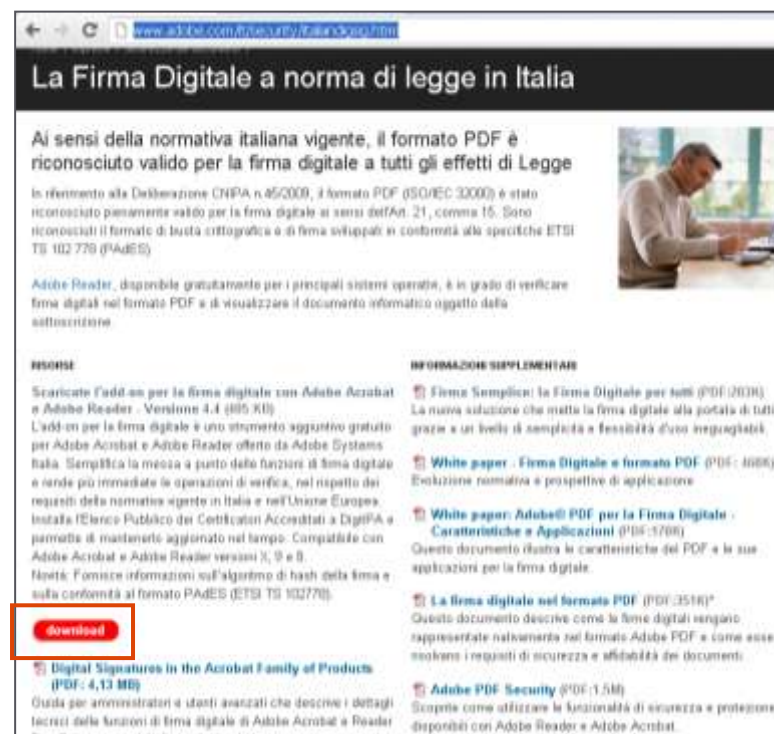 www.adobe.com/it/security/italiandigsig.html
La Firma Digitale a norma di legge in Italia
Ai sensi della normativa italiana vigente, il formato PDF è
riconosciuto valido per la firma digitale a tutti gli effetti di Legge
In riferimento alla Deliberazione CNIPA n.45/2009, il formato PDF (ISO/IEC 32000) è stato
riconosciuto pienamente valido per la firma digitale ai sensi dell'Art. 21, comma 15. Sono
riconosciuti il formato di busta crittografica e di firma sviluppati in conformità alle specifiche ETSI
TS 102 778 (PAdES)
Adobe Reader, disponibile gratuitamente per i principali sistemi operativi, è in grado di verificare
firme digitali nel formato PDF e di visualizzare il documento informatico oggetto della
sottoscrizione
RISORSE
Scaricate l'add-on per la firma digitale con Adobe Acrobat
e Adobe Reader - Versione 4.4 (885 KB)
L'add-on per la firma digitale è uno strumento aggiuntivo gratuito
per Adobe Acrobat e Adobe Reader offerto da Adobe Systems
Italia. Semplifica la messa a punto delle funzioni di firma digitale
e rende più immediate le operazioni di verifica, nel rispetto dei
requisiti della normativa vigente in Italia e nell'Unione Europea.
Installa l'Elenco Pubblico dei Certificatori Accreditati a DigitPA e
permette di mantenerlo aggiornato nel tempo. Compatibile con
Adobe Acrobat e Adobe Reader versioni X, 9 e 8.
Novità: Fornisce informazioni sull'algoritmo di hash della firma e
sulla conformità al formato PAdES (ETSI TS 102778).
download
Digital Signatures in the Acrobat Family of Products
(PDF: 4,13 MB)
Guida per amministratori e utenti avanzati che descrive i dettagli
tecnici delle funzioni di firma digitale di Adobe Acrobat e Reader
INFORMAZIONI SUPPLEMENTARI
Firma Semplice: la Firma Digitale per tutti (PDF:203K)
La nuova soluzione che mette la firma digitale alla portata di tutti
grazie a un livello di semplicità e flessibilità d'uso ineguagliabili.
White paper - Firma Digitale e formato PDF (PDF: 468K)
Evoluzione normativa e prospettive di applicazione
White paper: Adobe® PDF per la Firma Digitale -
Caratteristiche e Applicazioni (PDF:170K)
Questo documento illustra le caratteristiche del PDF e le sue
applicazioni per la firma digitale.
La firma digitale nel formato PDF (PDF:351K)*
Questo documento descrive come le firme digitali vengano
rappresentate nativamente nel formato Adobe PDF e come esse
risolvano i requisiti di sicurezza e affidabilità dei documenti.
Adobe PDF Security (PDF:1.5M)
Scoprite come utilizzare le funzionalità di sicurezza e protezione
disponibili con Adobe Reader e Adobe Acrobat.